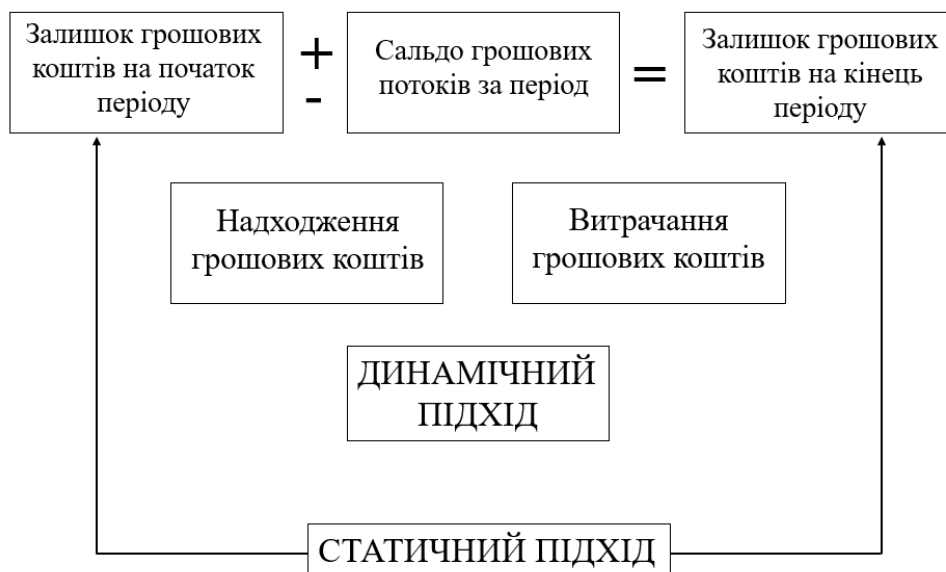 Залишок грошових
коштів на початок
періоду
+
-
Сальдо грошових
потоків за період
=
Залишок грошових
коштів на кінець
періоду
Надходження
грошових коштів
Витрачання
грошових коштів
ДИНАМІЧНИЙ
ПІДХІД
СТАТИЧНИЙ ПІДХІД